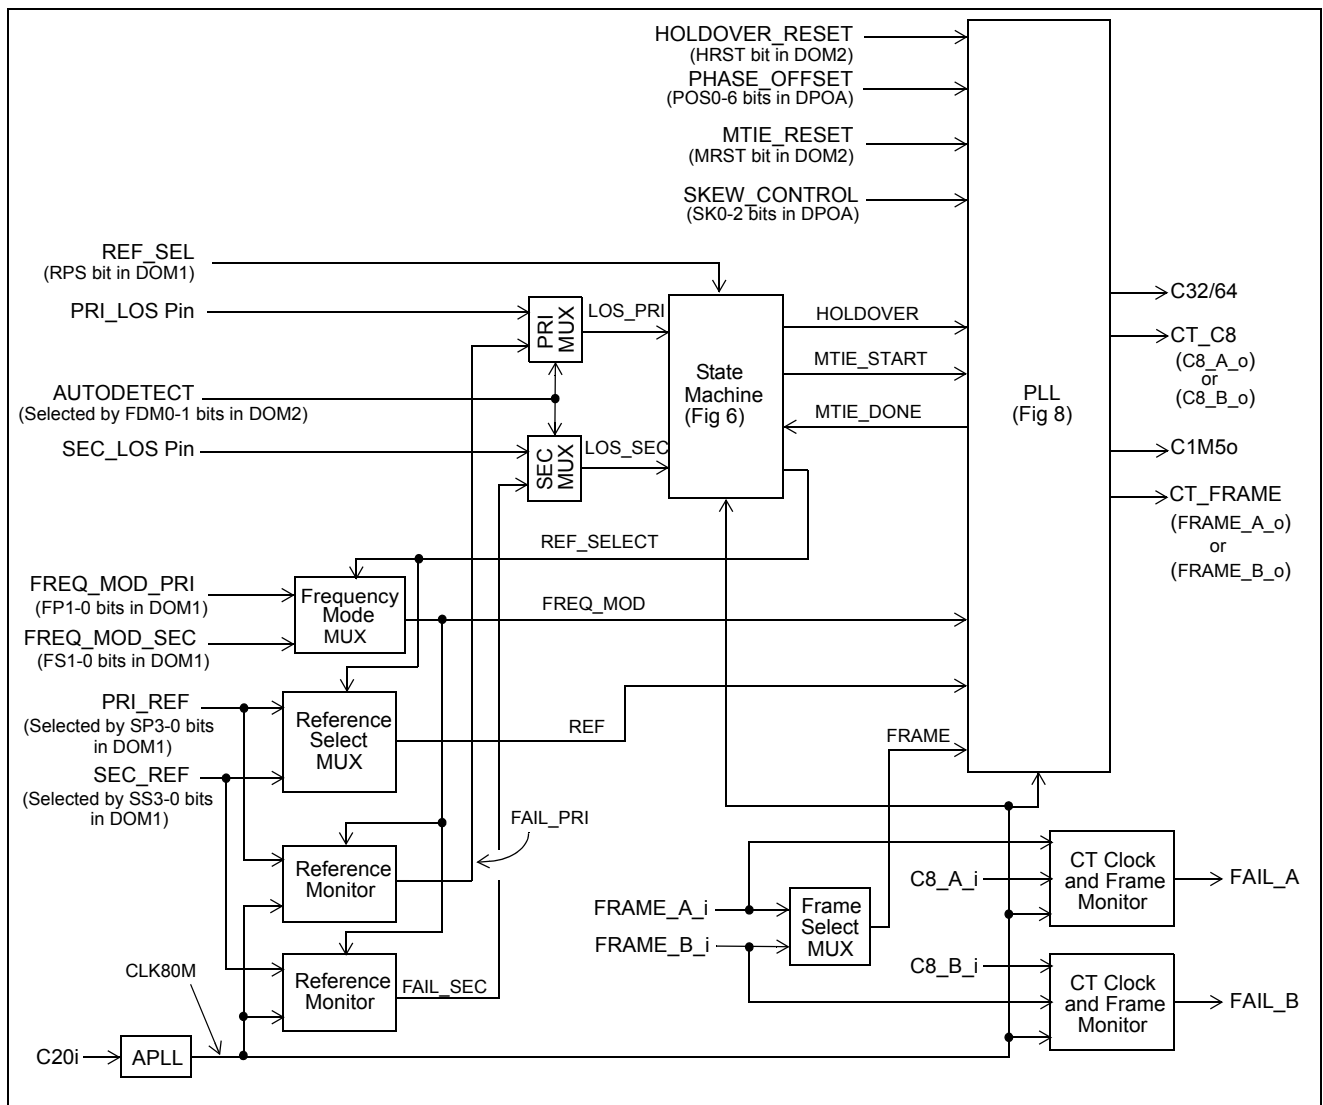 HOLDOVER_RESET
(HRST bit in DOM2)
PHASE_OFFSET
(POS0-6 bits in DPOA)
MTIE_RESET
(MRST bit in DOM2)
SKEW_CONTROL
(SK0-2 bits in DPOA)
REF_SEL
(RPS bit in DOM1)
PRI_LOS Pin
PRI
MUX
LOS_PRI
AUTODETECT
(Selected by FDM0-1 bits in DOM2)
SEC_LOS Pin
SEC
MUX
LOS_SEC
State
Machine
(Fig 6)
HOLDOVER
MTIE_START
MTIE_DONE
PLL
(Fig 8)
C32/64
CT_C8
(C8_A_o)
or
(C8_B_o)
C1M5o
CT_FRAME
(FRAME_A_o)
or
(FRAME_B_o)
REF_SELECT
FREQ_MOD_PRI
(FP1-0 bits in DOM1)
FREQ_MOD_SEC
(FS1-0 bits in DOM1)
Frequency
Mode
MUX
FREQ_MOD
PRI_REF
(Selected by SP3-0 bits
in DOM1)
SEC_REF
(Selected by SS3-0 bits
in DOM1)
Reference
Select
MUX
REF
FRAME
FAIL_PRI
Reference
Monitor
Reference
Monitor
FAIL_SEC
CLK80M
C20i
APLL
FRAME_A_i
FRAME_B_i
Frame
Select
MUX
C8_A_i
CT Clock
and Frame
Monitor
FAIL_A
C8_B_i
CT Clock
and Frame
Monitor
FAIL_B